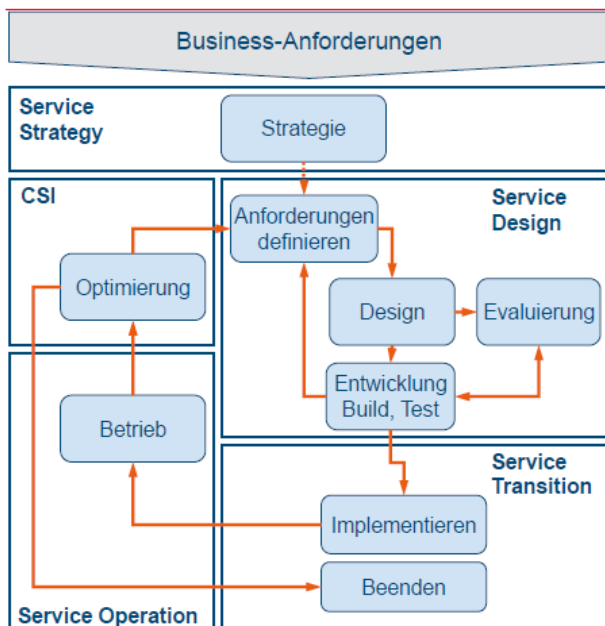 Business-Anforderungen
Service
Strategy
Strategie
CSI
Service
Design
Anforderungen
definieren
Optimierung
Design
Evaluierung
Entwicklung
Build, Test
Betrieb
Service
Transition
Implementieren
Beenden
Service Operation